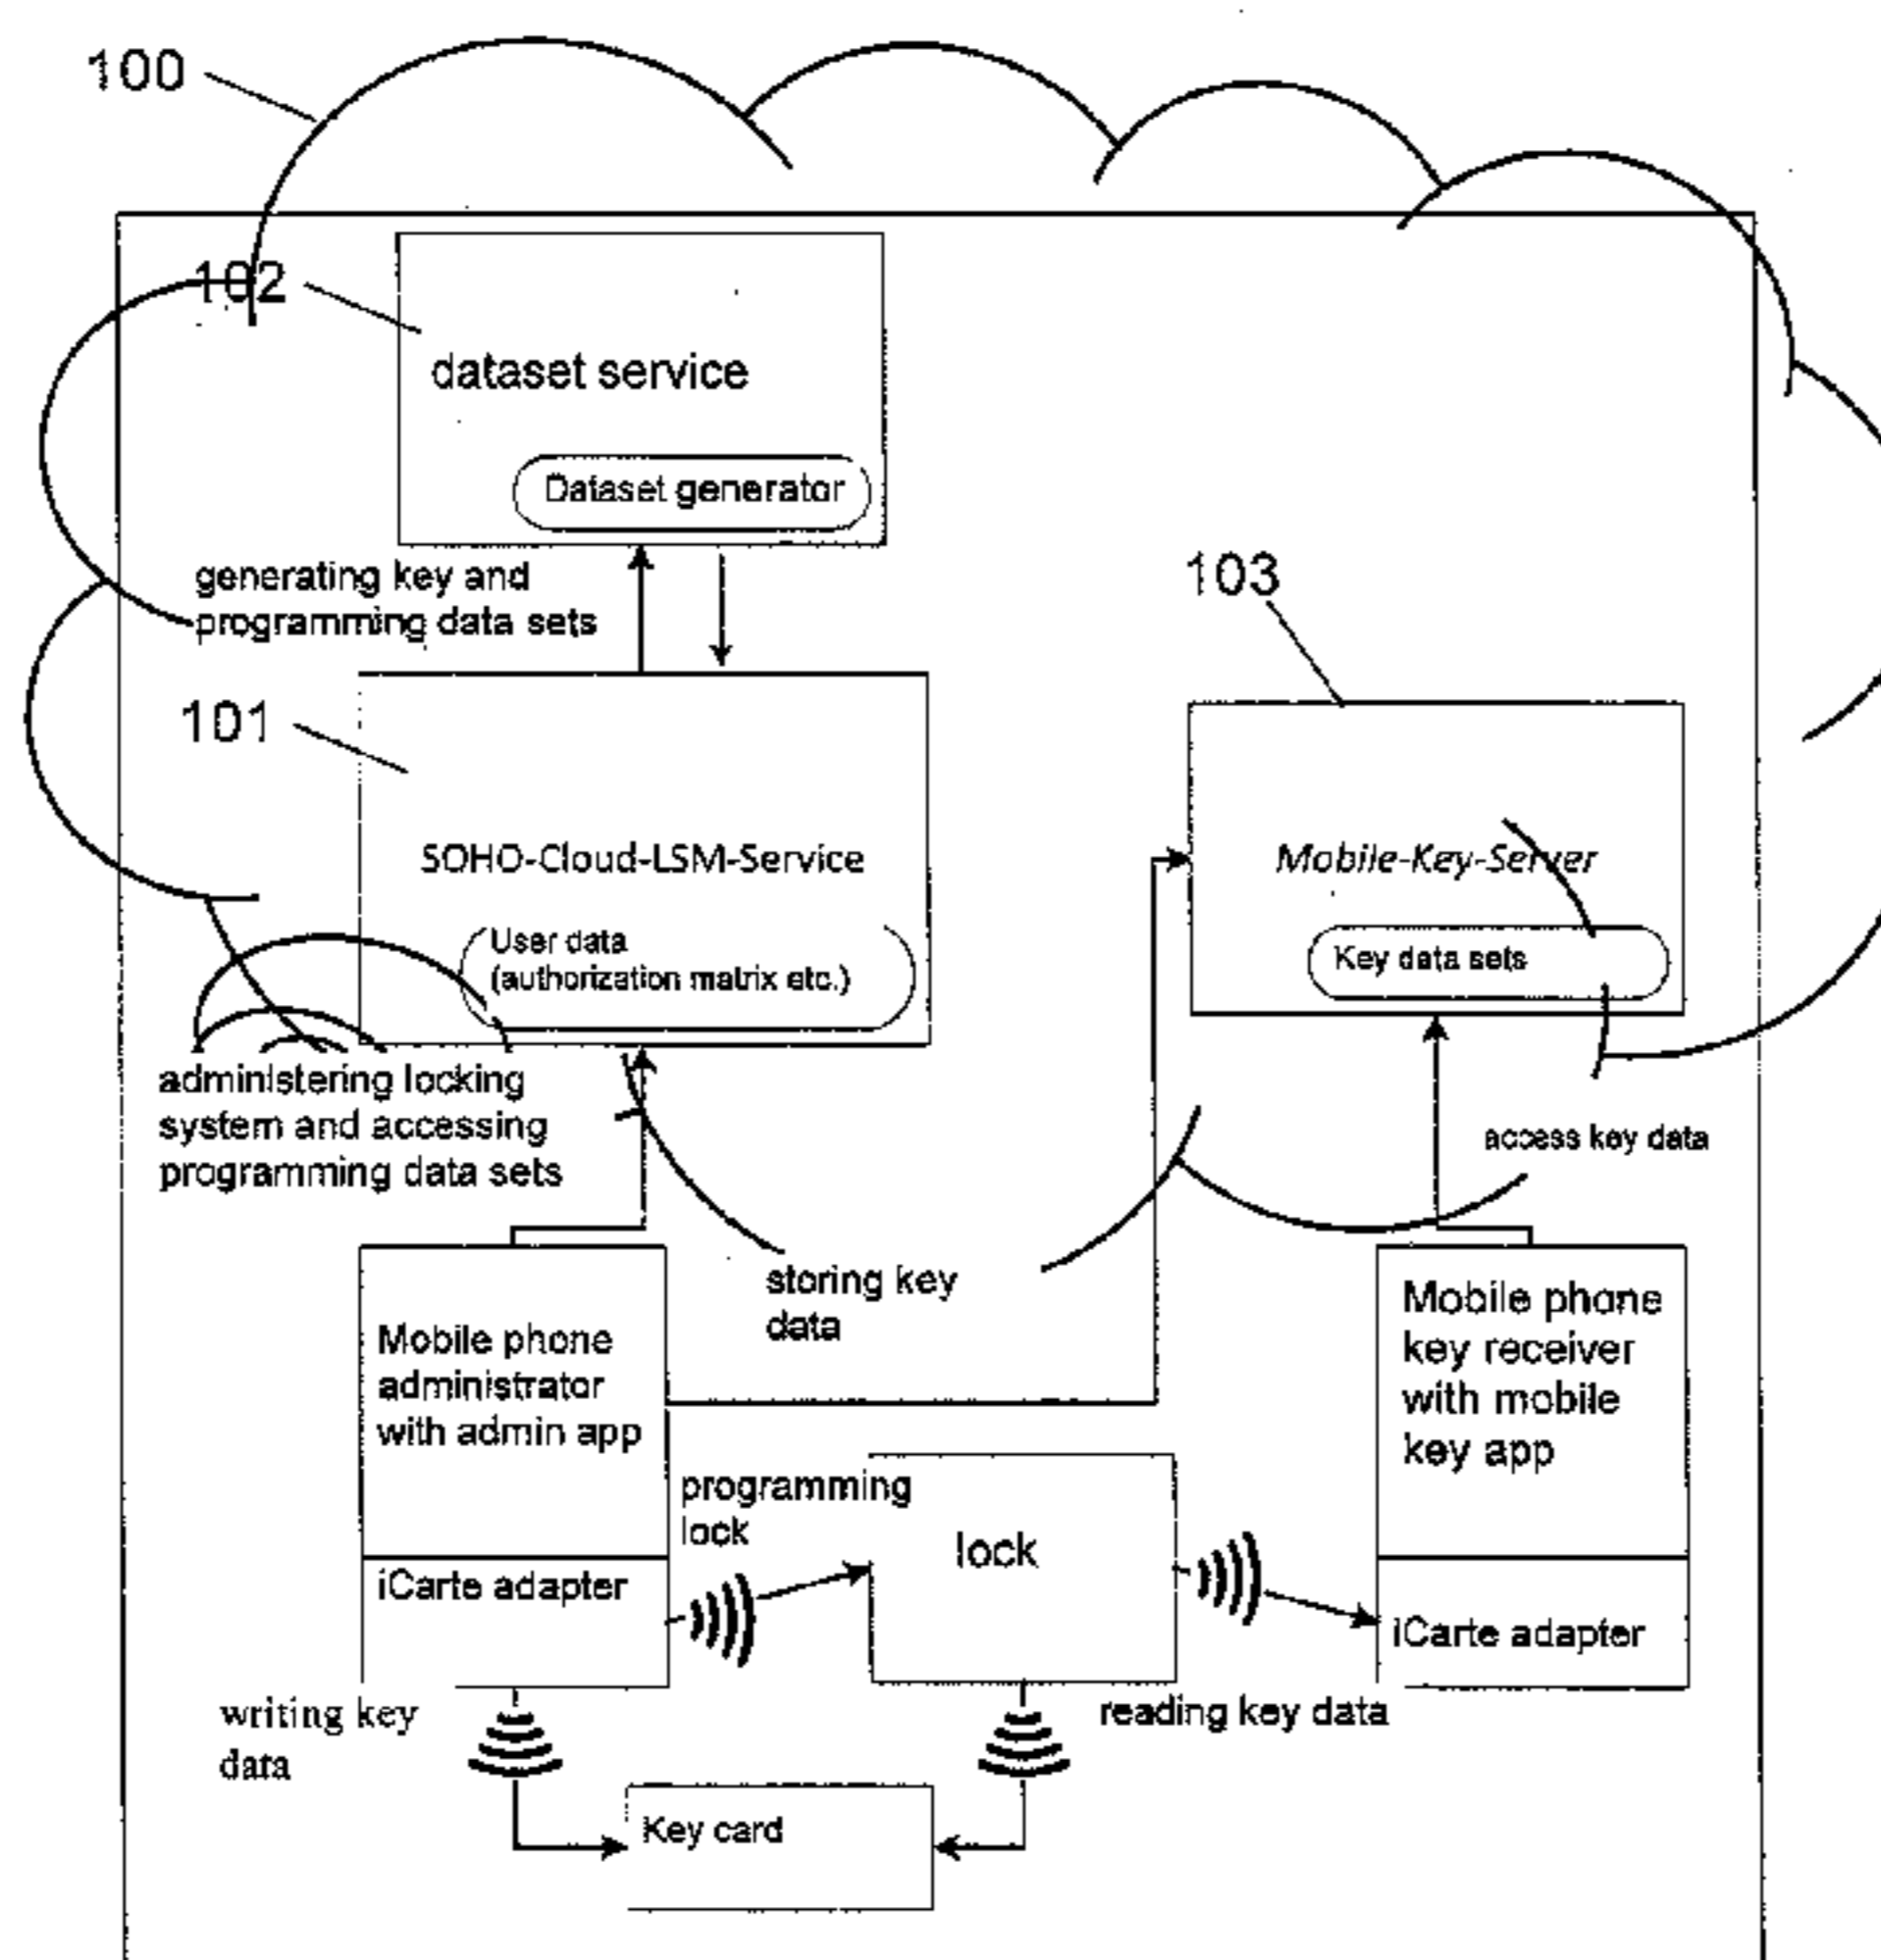 100
102
dataset service
Dataset generator
generating key and
programming data sets
103
101
SOHO-Cloud-LSM-Service
User data
(authorization matrix etc.)
Mobile-Key-Server
Key data sets
administering locking
system and accessing
programming data sets
access key data
storing key
data
Mobile phone
administrator
with admin app
Mobile phone
key receiver
with mobile
key app
programming
lock
lock
iCarte adapter
iCarte adapter
writing key
data
reading key data
Key card